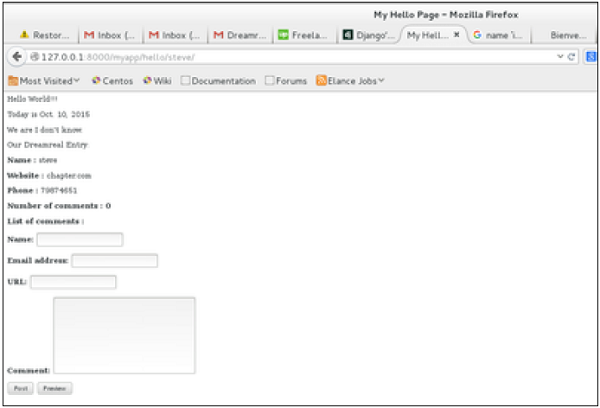 My Hello Page - Mozilla Firefox
Restor... M Inbox (... M Inbox (... M Dreamr... Freela... Django'... My Hell... × G name 'i... Bienve...
127.0.0.1:8000/myapp/hello/steve/
Most Visited Centos Wiki Documentation Forums Elance Jobs
Hello World!!!
Today is Oct. 10, 2015
We are I don't know.
Our Dreamreal Entry
Name : steve
Website : chapter.com
Phone : 79874651
Number of comments : 0
List of comments :
Name:
Email address:
URL:
Comment:
Post Preview